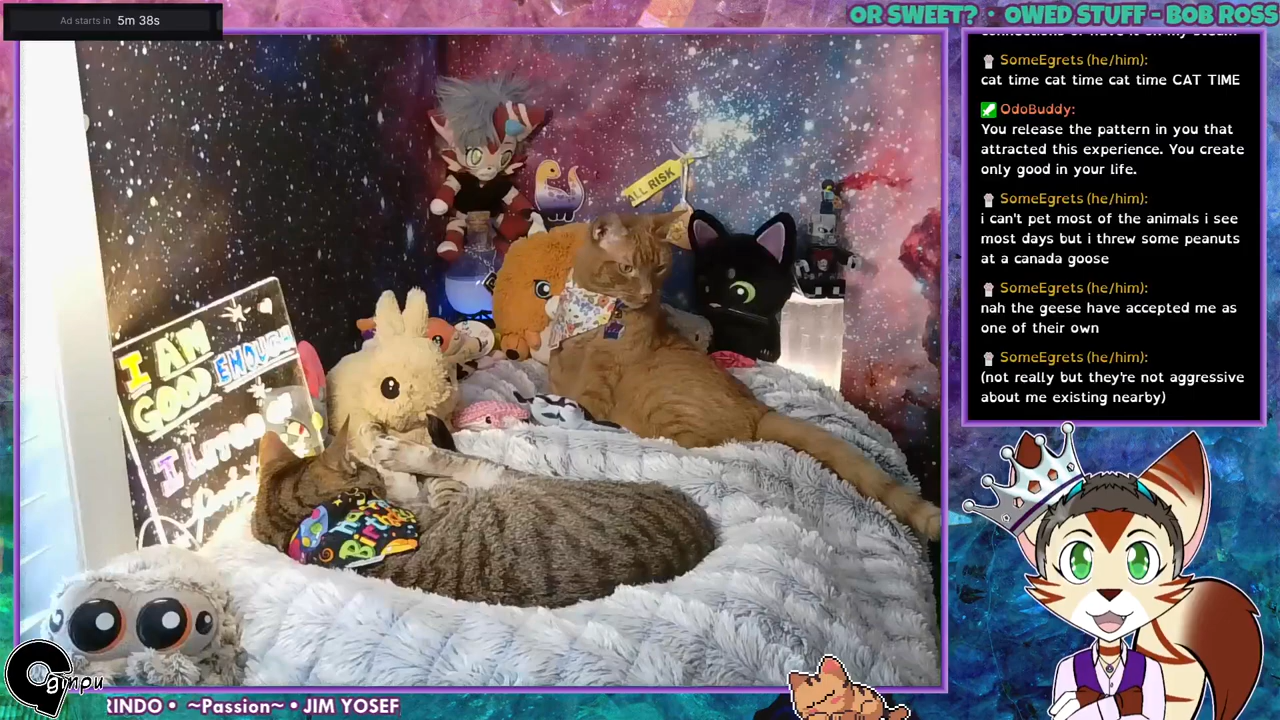 Ad starts in 5m 38s
OR SWEET? • OWED STUFF - BOB ROSS
SomeEgrets (he/him):
cat time cat time cat time CAT TIME
OdoBuddy:
You release the pattern in you that
attracted this experience. You create
only good in your life.
SomeEgrets (he/him):
i can't pet most of the animals i see
most days but i threw some peanuts
at a canada goose
SomeEgrets (he/him):
nah the geese have accepted me as
one of their own
SomeEgrets (he/him):
(not really but they're not aggressive
about me existing nearby)
ALL RISK
I AM
GOOD ENOUGH
I
Birthday
ginpu
RINDO • ~Passion~ • JIM YOSEF